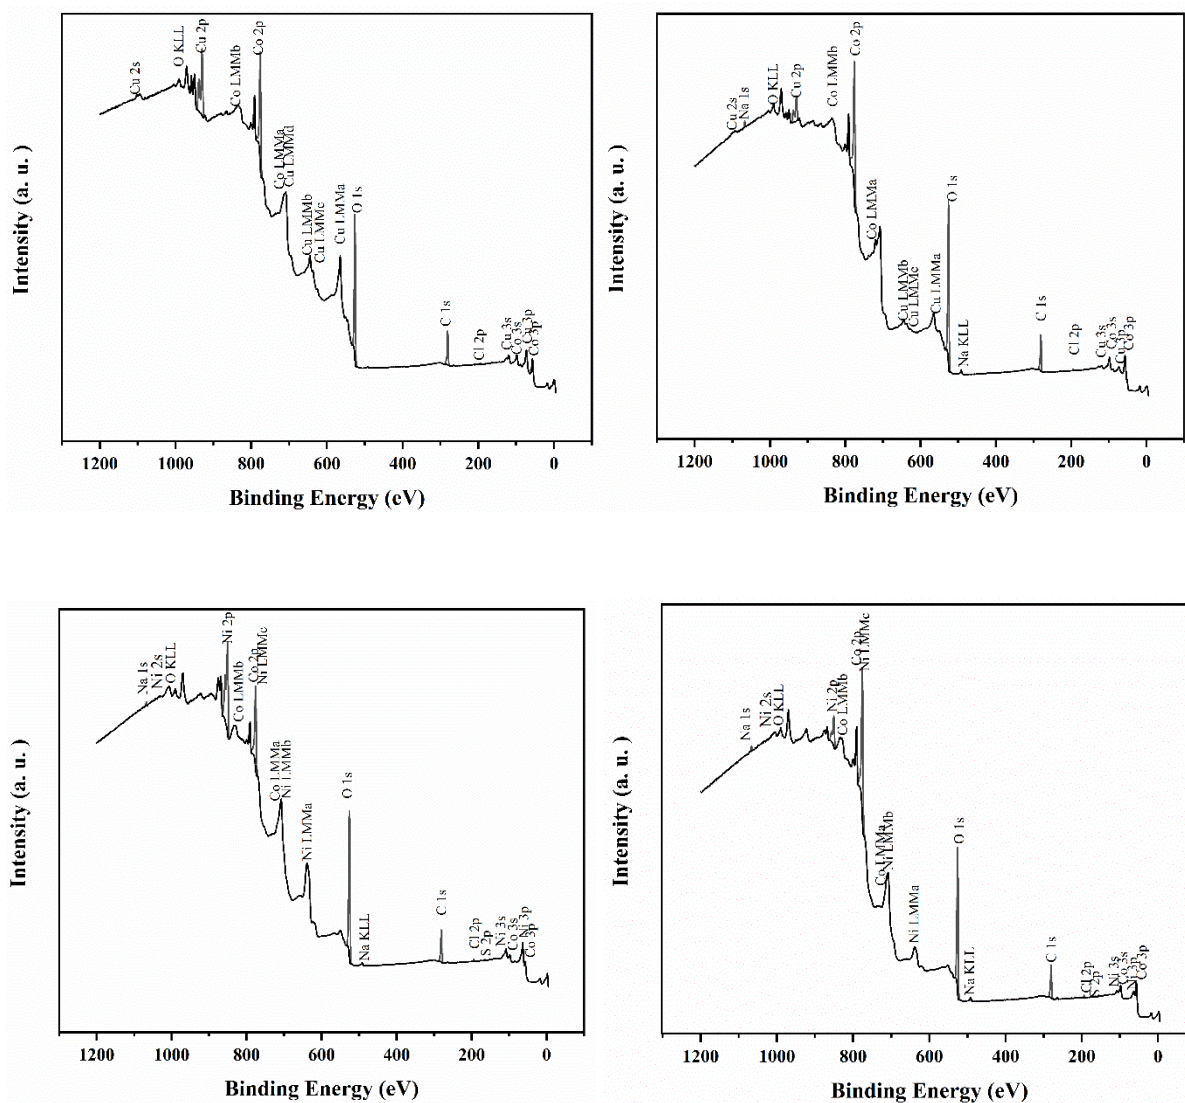 Intensity (a. u. )
Cu 2s
O KLL
Cu 2p
Co LMMb
Co 2p
Co LMMa
Cu LMMd
Cu LMMb
Cu LMMc
Cu LMMa
O 1s
C 1s
Cl 2p
Cu 3s
Co 3s
Cu 3p
Co 3p
1200 1000 800 600 400 200 0
Binding Energy (eV)
Intensity (a. u. )
Cu 2s
Na 1s
O KLL
Cu 2p
Co LMMb
Co 2p
Co LMMa
Cu LMMb
Cu LMMc
Cu LMMa
O 1s
Na KLL
C 1s
Cl 2p
Cu 3s
Co 3s
Cu 3p
Co 3p
1200 1000 800 600 400 200 0
Binding Energy (eV)
Intensity (a. u. )
Na 1s
Ni 2s
O KLL
Ni 2p
Co LMMb
Co 2p
Ni LMMc
Co LMMa
Ni LMMb
Ni LMMa
O 1s
Na KLL
C 1s
Cl 2p
S 2p
Ni 3s
Co 3s
Ni 3p
Co 3p
1200 1000 800 600 400 200 0
Binding Energy (eV)
Intensity (a. u. )
Na 1s
Ni 2s
O KLL
Ni 2p
Co LMMb
Co 2p
Ni LMMc
Co LMMa
Ni LMMb
Ni LMMa
O 1s
Na KLL
C 1s
Cl 2p
S 2p
Ni 3s
Co 3s
Ni 3p
Co 3p
1200 1000 800 600 400 200 0
Binding Energy (eV)